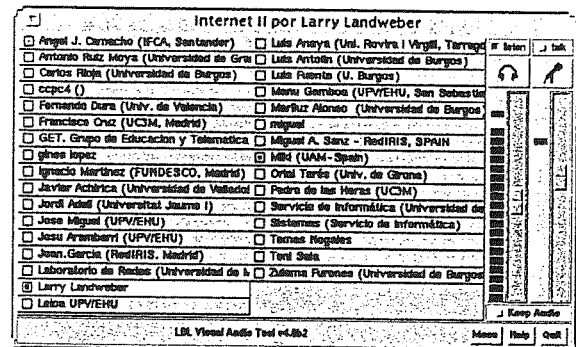 Internet II por Larry Landweber
Angel J. Camacho (IFCA, Santander)
Antonio Ruiz Moya (Universidad de Gra
Carlos Rioja (Universidad de Burgos)
ccpc4 ()
Fernando Dura (Univ. de Valencia)
Francisco Cruz (UC3M, Madrid)
GET. Grupo de Educacion y Telematica
gines lopez
Ignacio Martinez (FUNDESCO, Madrid)
Javier Achirica (Universidad de Vallado
Jordi Adell (Universitat Jaume I)
Jose Miguel (UPV/EHU)
Josu Aramberri (UPV/EHU)
Juan.Garcia (RedIRIS, Madrid)
Laboratorio de Redes (Universidad de
Larry Landweber
Leioa UPV/EHU
Luis Anaya (Uni. Rovira i Virgili, Tarrago
Luis Antolin (Universidad de Burgos)
Luis Fuente (U. Burgos)
Manu Gamboa (UPV/EHU, San Sebastia
Mariluz Alonso (Universidad de Burgos
miguel
Miguel A. Sanz - RedIRIS, SPAIN
Miki (UAM-Spain)
Oriol Tarés (Univ. de Girona)
Pedro de las Heras (UC3M)
Servicio de Informática (Universidad de
Sistemas (Servicio de Informática)
Tomas Nogales
Toni Sala
Zulema Furones (Universidad de Burgos
listen
talk
Keep Audio
LBL Visual Audio Tool v4.0b2
Menu
Help
Quit